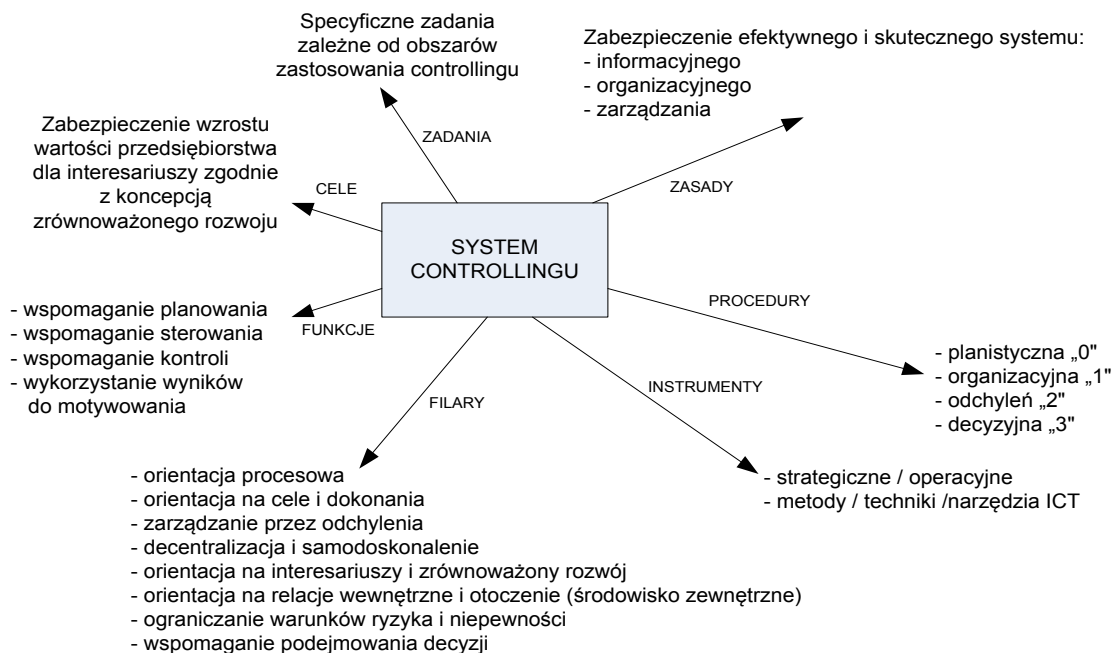 Specyficzne zadania
zależne od obszarów
zastosowania controllingu
Zabezpieczenie efektywnego i skutecznego systemu:
- informacyjnego
- organizacyjnego
- zarządzania
Zabezpieczenie wzrostu
wartości przedsiębiorstwa
dla interesariuszy zgodnie
z koncepcją
zrównoważonego rozwoju
ZADANIA
CELE
ZASADY
SYSTEM
CONTROLLINGU
- wspomaganie planowania
- wspomaganie sterowania
- wspomaganie kontroli
- wykorzystanie wyników
do motywowania
FUNKCJE
PROCEDURY
- planistyczna „0"
- organizacyjna „1"
- odchyleń „2"
- decyzyjna „3"
FILARY
INSTRUMENTY
- strategiczne / operacyjne
- metody / techniki /narzędzia ICT
- orientacja procesowa
- orientacja na cele i dokonania
- zarządzanie przez odchylenia
- decentralizacja i samodoskonalenie
- orientacja na interesariuszy i zrównoważony rozwój
- orientacja na relacje wewnętrzne i otoczenie (środowisko zewnętrzne)
- ograniczanie warunków ryzyka i niepewności
- wspomaganie podejmowania decyzji